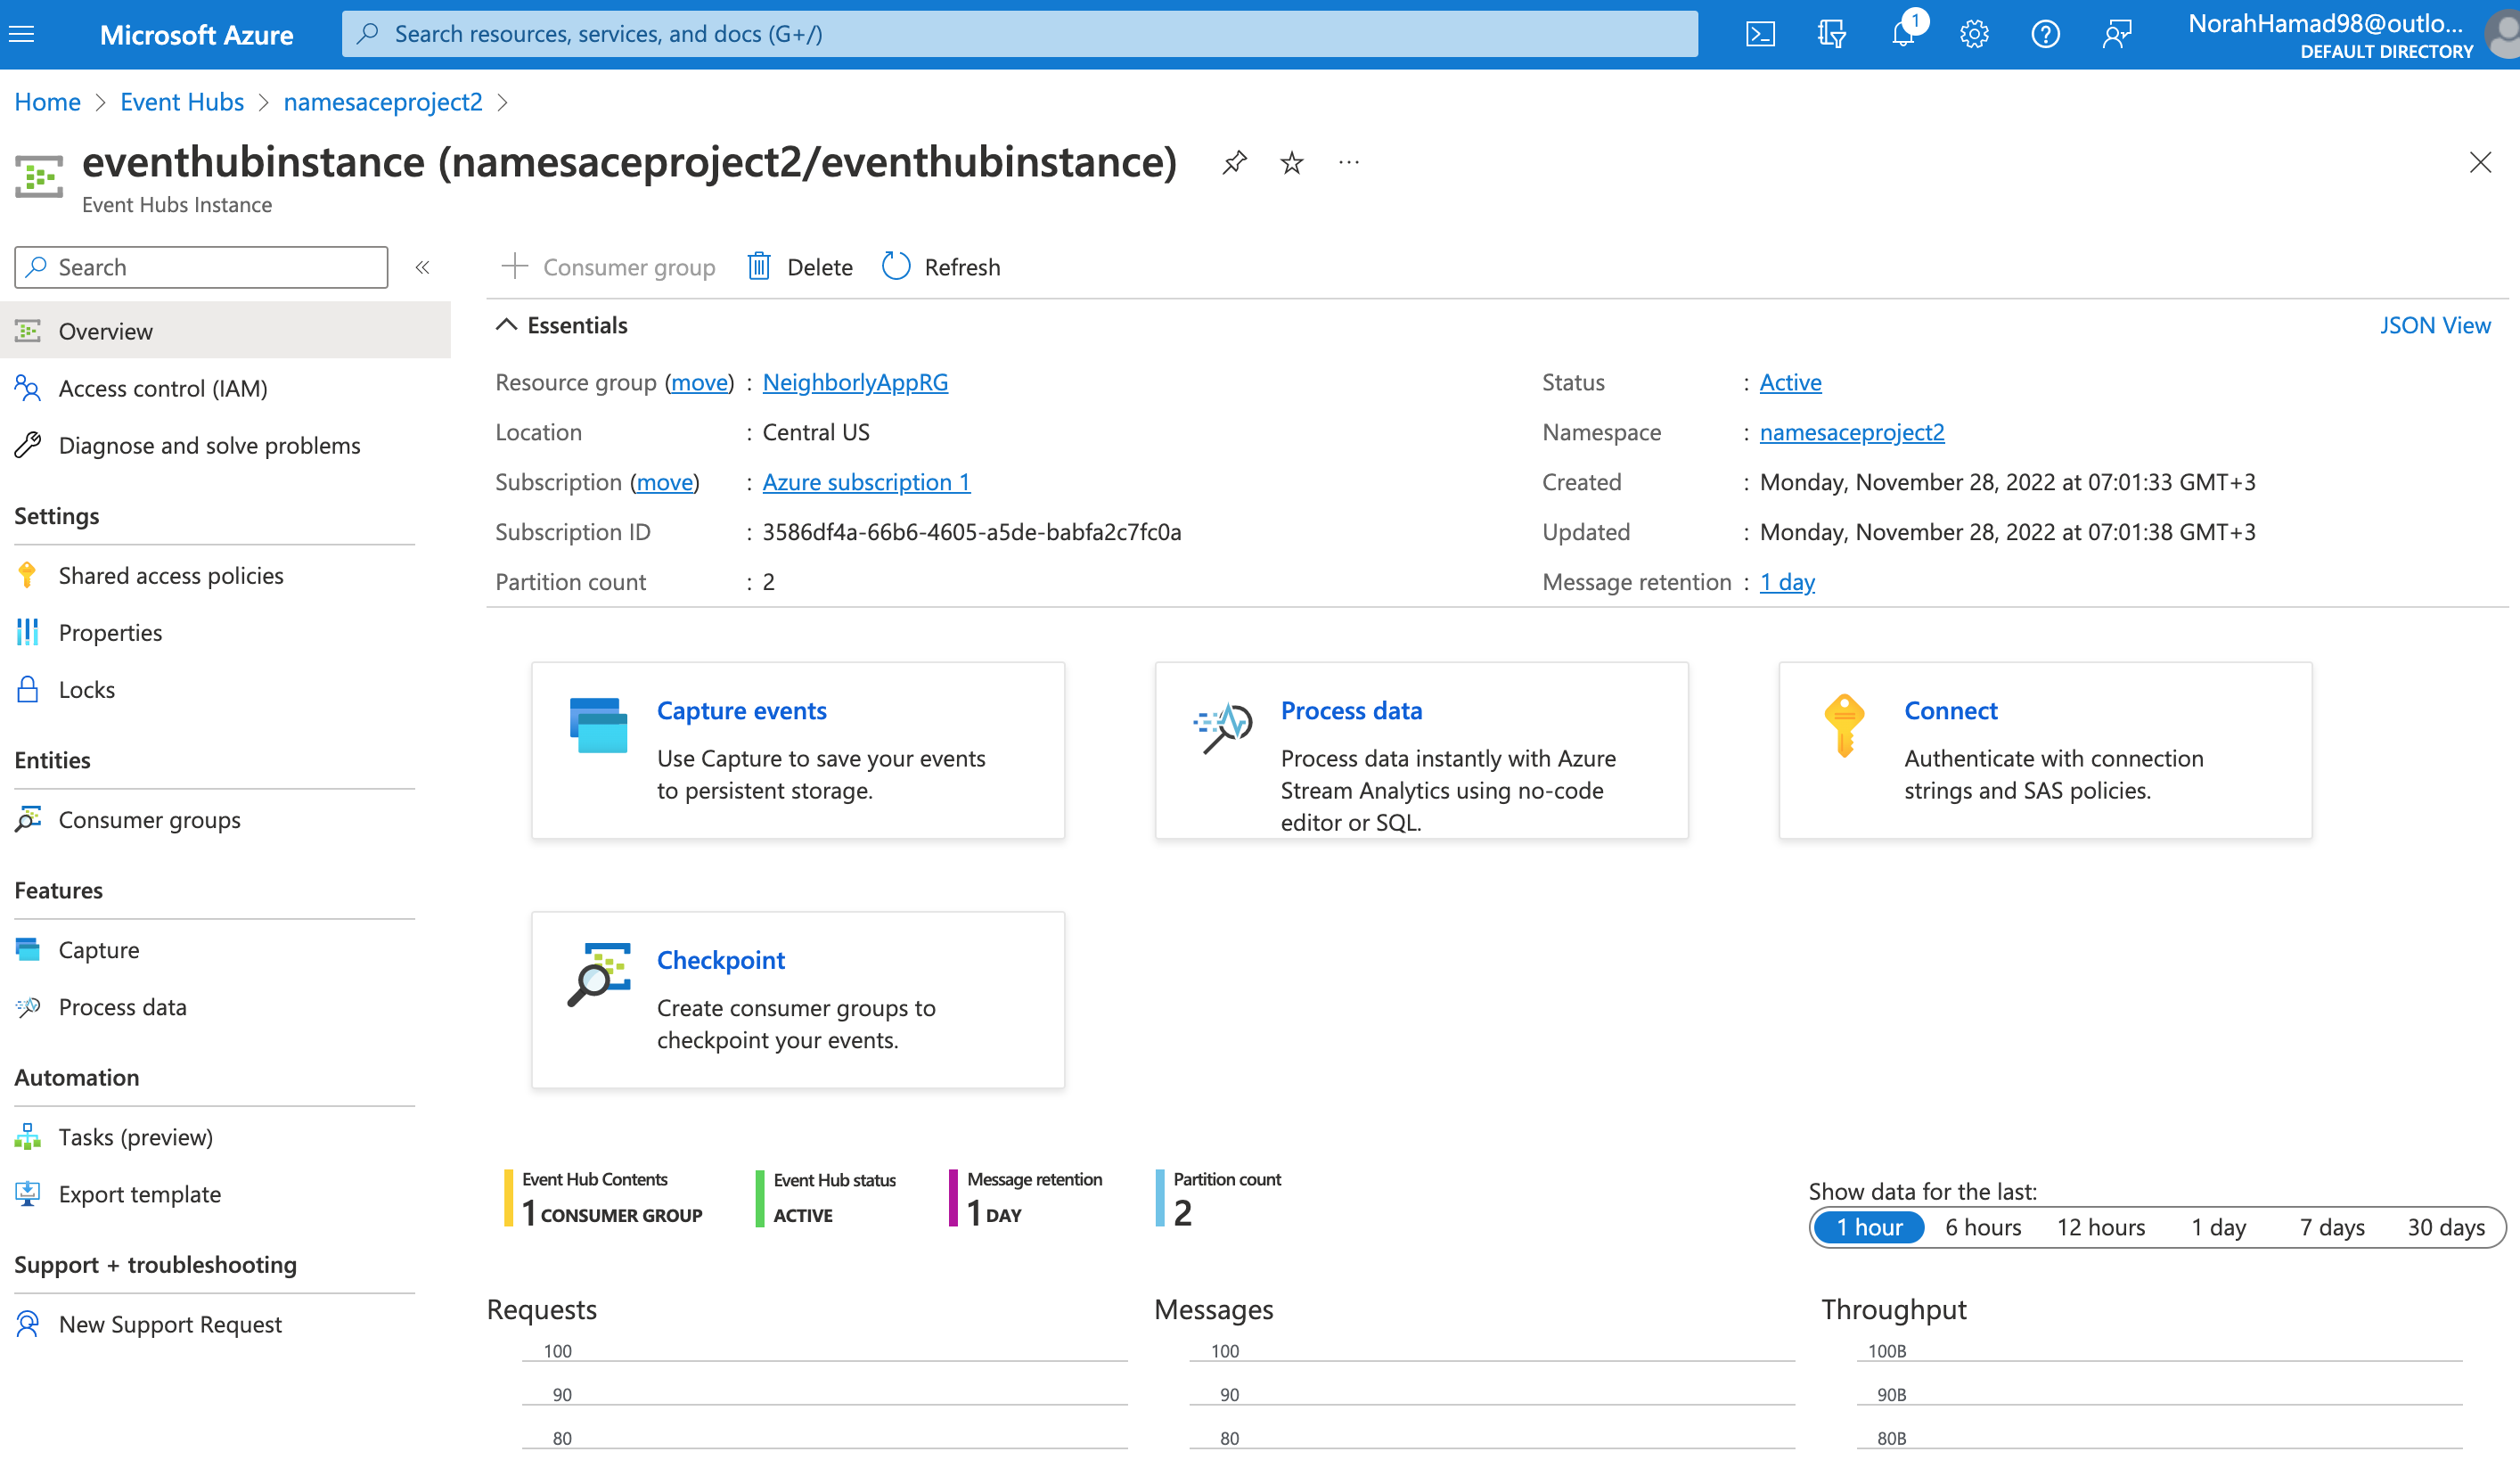 Microsoft Azure
Search resources, services, and docs (G+/)
1
NorahHamad98@outlo...
DEFAULT DIRECTORY
Home > Event Hubs > namesaceproject2 >
eventhubinstance (namesaceproject2/eventhubinstance)
Event Hubs Instance
Search
«
Consumer group
Delete
Refresh
Overview
Access control (IAM)
Diagnose and solve problems
Settings
Shared access policies
Properties
Locks
Entities
Consumer groups
Features
Capture
Process data
Automation
Tasks (preview)
Export template
Support + troubleshooting
New Support Request
Essentials
JSON View
Resource group (move) : NeighborlyAppRG
Location : Central US
Subscription (move) : Azure subscription 1
Subscription ID : 3586df4a-66b6-4605-a5de-babfa2c7fc0a
Partition count : 2
Status : Active
Namespace : namesaceproject2
Created : Monday, November 28, 2022 at 07:01:33 GMT+3
Updated : Monday, November 28, 2022 at 07:01:38 GMT+3
Message retention : 1 day
Capture events
Use Capture to save your events
to persistent storage.
Process data
Process data instantly with Azure
Stream Analytics using no-code
editor or SQL.
Connect
Authenticate with connection
strings and SAS policies.
Checkpoint
Create consumer groups to
checkpoint your events.
Event Hub Contents
1 CONSUMER GROUP
Event Hub status
ACTIVE
Message retention
1 DAY
Partition count
2
Show data for the last:
1 hour 6 hours 12 hours 1 day 7 days 30 days
Requests
100
90
80
Messages
100
90
80
Throughput
100B
90B
80B